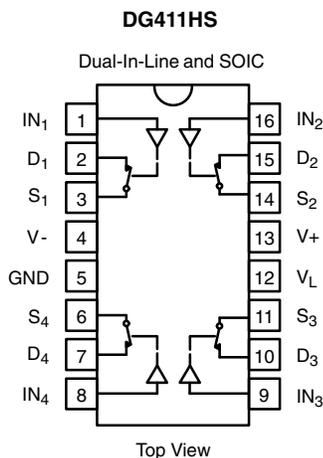 DG411HS
Dual-In-Line and SOIC
IN1 1 16 IN2
D1 2 15 D2
S1 3 14 S2
V- 4 13 V+
GND 5 12 VL
S4 6 11 S3
D4 7 10 D3
IN4 8 9 IN3
Top View